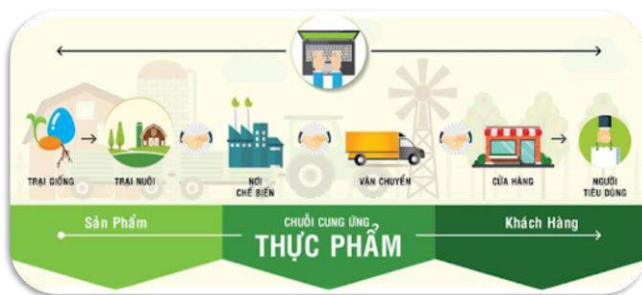 TRẠI GIỐNG
TRẠI NUÔI
NƠI
CHẾ BIẾN
VẬN CHUYỂN
CỬA HÀNG
NGƯỜI
TIÊU DÙNG
Sản Phẩm
CHUỖI CUNG ỨNG
THỰC PHẨM
Khách Hàng